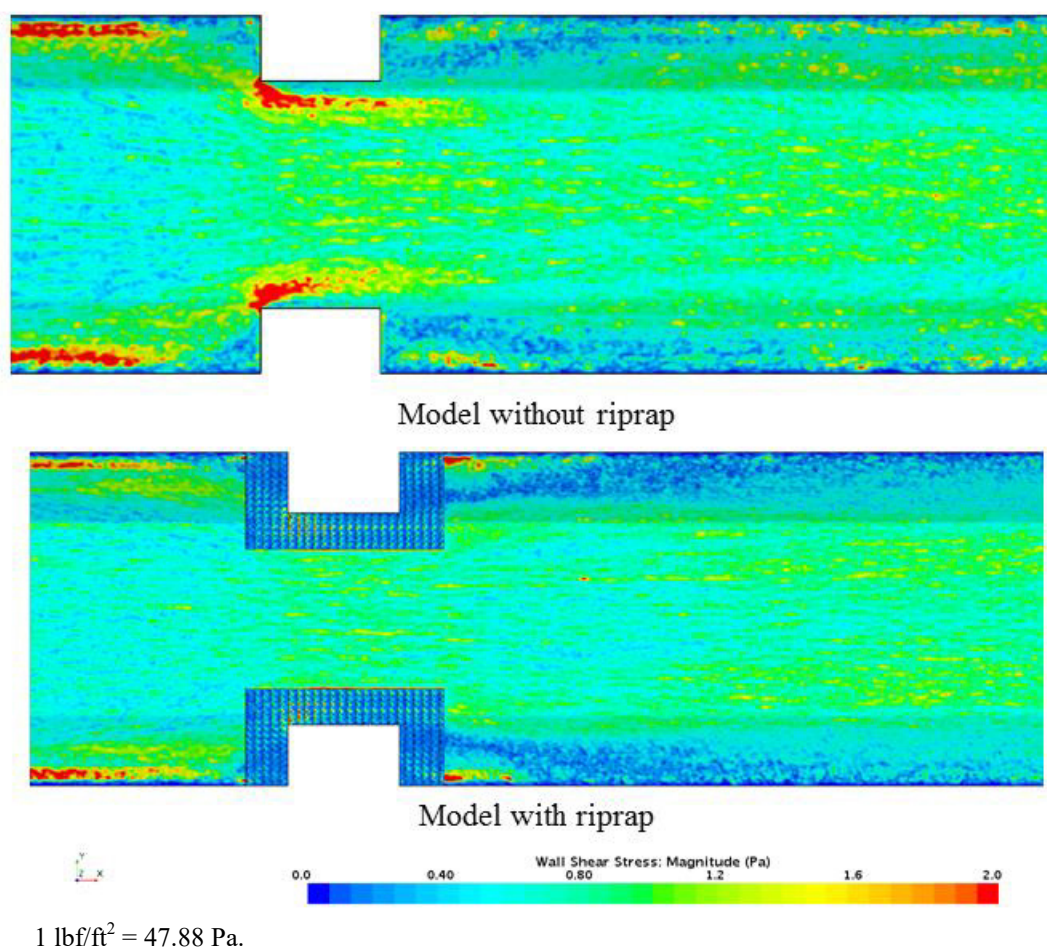 Model without riprap
Model with riprap
Wall Shear Stress: Magnitude (Pa)
0.0 0.40 0.80 1.2 1.6 2.0
Y
Z X
1 lbf/ft² = 47.88 Pa.